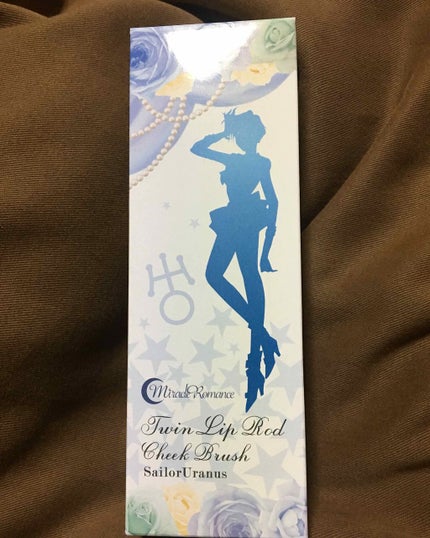 Miracle Romance
Twin Lip Rod
Cheek Brush
SailorUranus